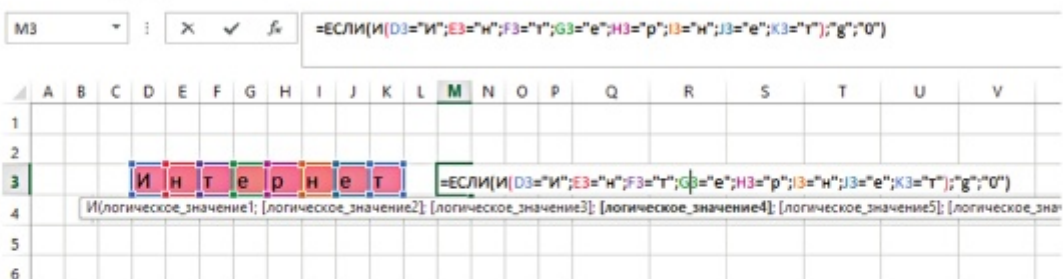 M3 fx =ЕСЛИ(И(D3="И";E3="н";F3="т";G3="е";H3="р";I3="н";J3="е";K3="т");"g";"0")
A B C D E F G H I J K L M N O P Q R S T U V
1
2
3 И н т е р н е т =ЕСЛИ(И(D3="И";E3="н";F3="т";G3="е";H3="р";I3="н";J3="е";K3="т");"g";"0")
4 И(логическое_значение1; [логическое_значение2]; [логическое_значение3]; [логическое_значение4]; [логическое_значение5]; [логическое_знач
5
6